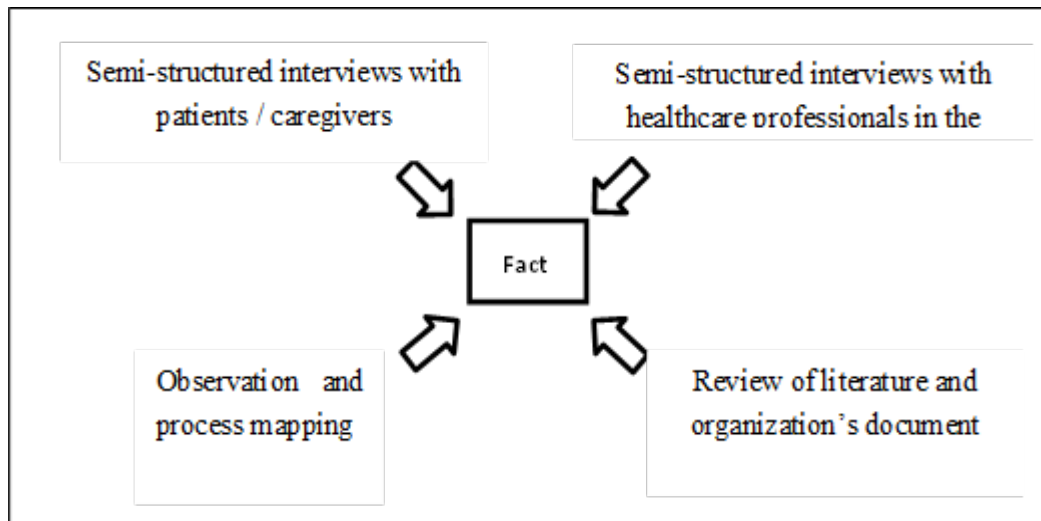 Semi-structured interviews with
patients / caregivers
Semi-structured interviews with
healthcare professionals in the
Fact
Observation and
process mapping
Review of literature and
organization's document